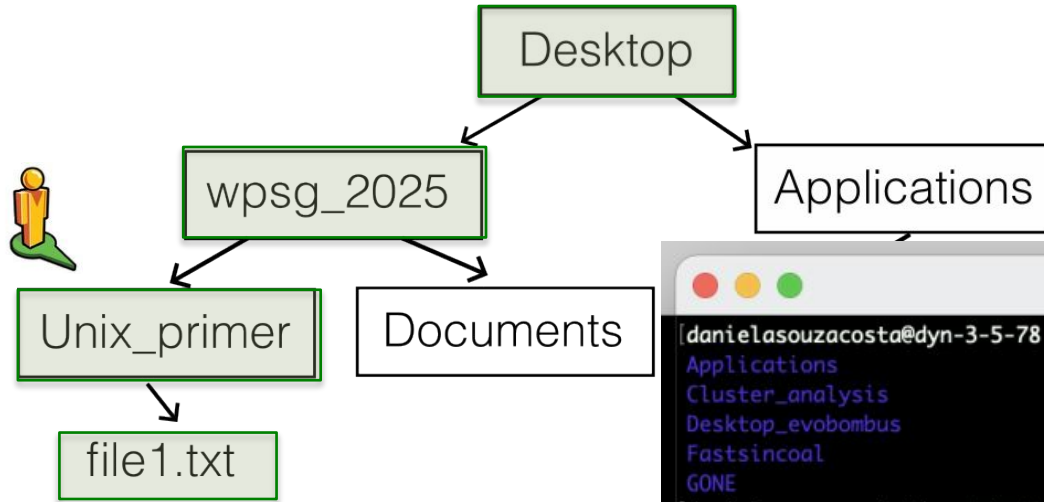 Desktop
wpsg_2025
Applications
Unix_primer
Documents
file1.txt
[danielasouzacosta@dyn-3-5-78
Applications
Cluster_analysis
Desktop_evobombus
Fastsincoal
GONE